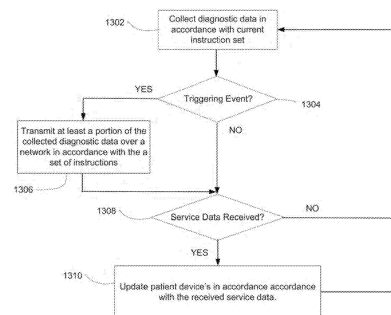 1302
Collect diagnostic data in
accordance with current
instruction set
YES
Triggering Event?
1304
Transmit at least a portion of the
collected diagnostic data over a
network in accordance with the a
set of instructions
NO
1306
1308
Service Data Received?
NO
YES
1310
Update patient device's in accordance accordance
with the received service data.